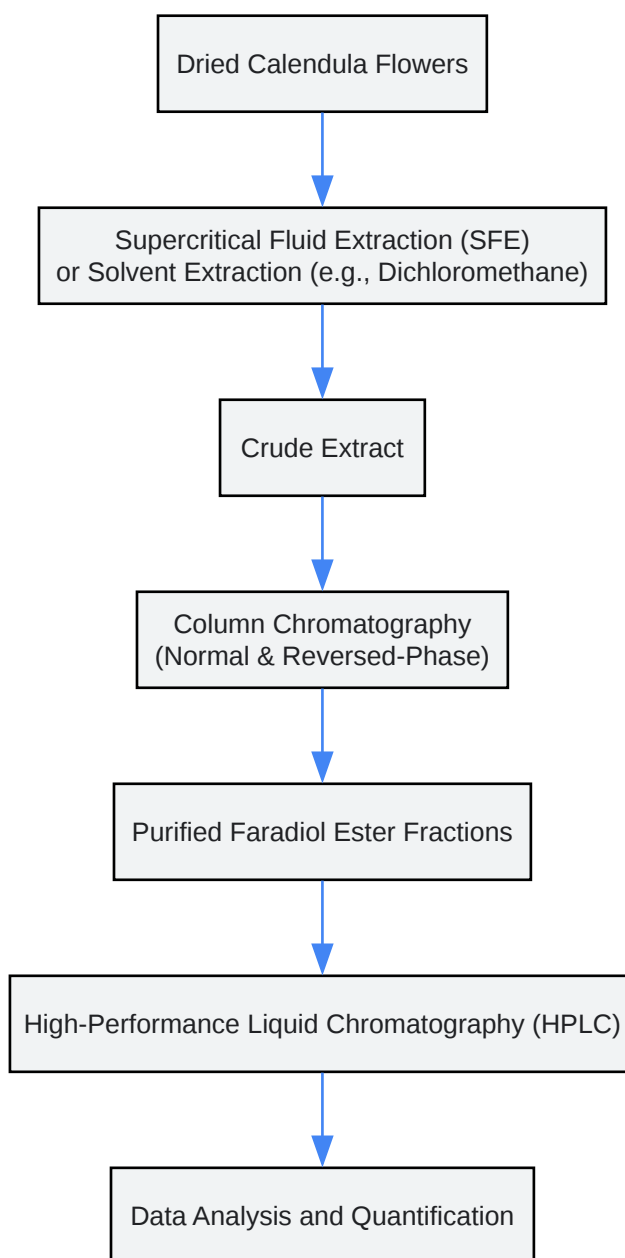 Dried Calendula Flowers
Supercritical Fluid Extraction (SFE)
or Solvent Extraction (e.g., Dichloromethane)
Crude Extract
Column Chromatography
(Normal & Reversed-Phase)
Purified Faradiol Ester Fractions
High-Performance Liquid Chromatography (HPLC)
Data Analysis and Quantification